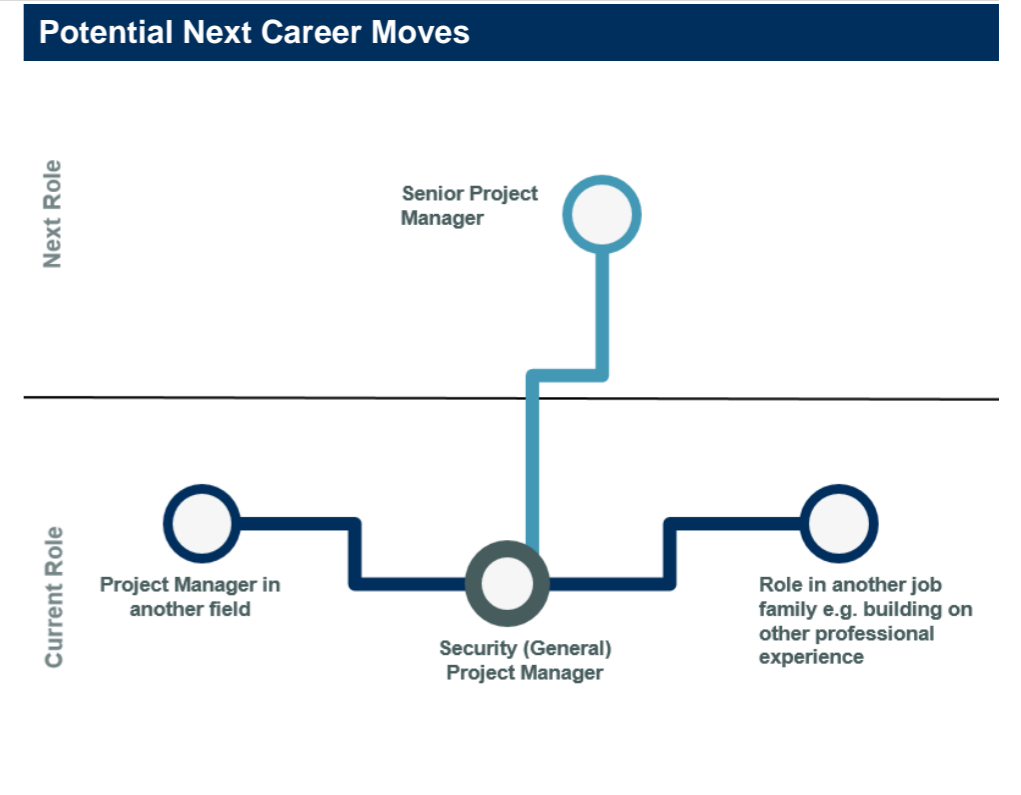 Potential Next Career Moves
Next Role
Senior Project
Manager
Current Role
Project Manager in
another field
Security (General)
Project Manager
Role in another job
family e.g. building on
other professional
experience